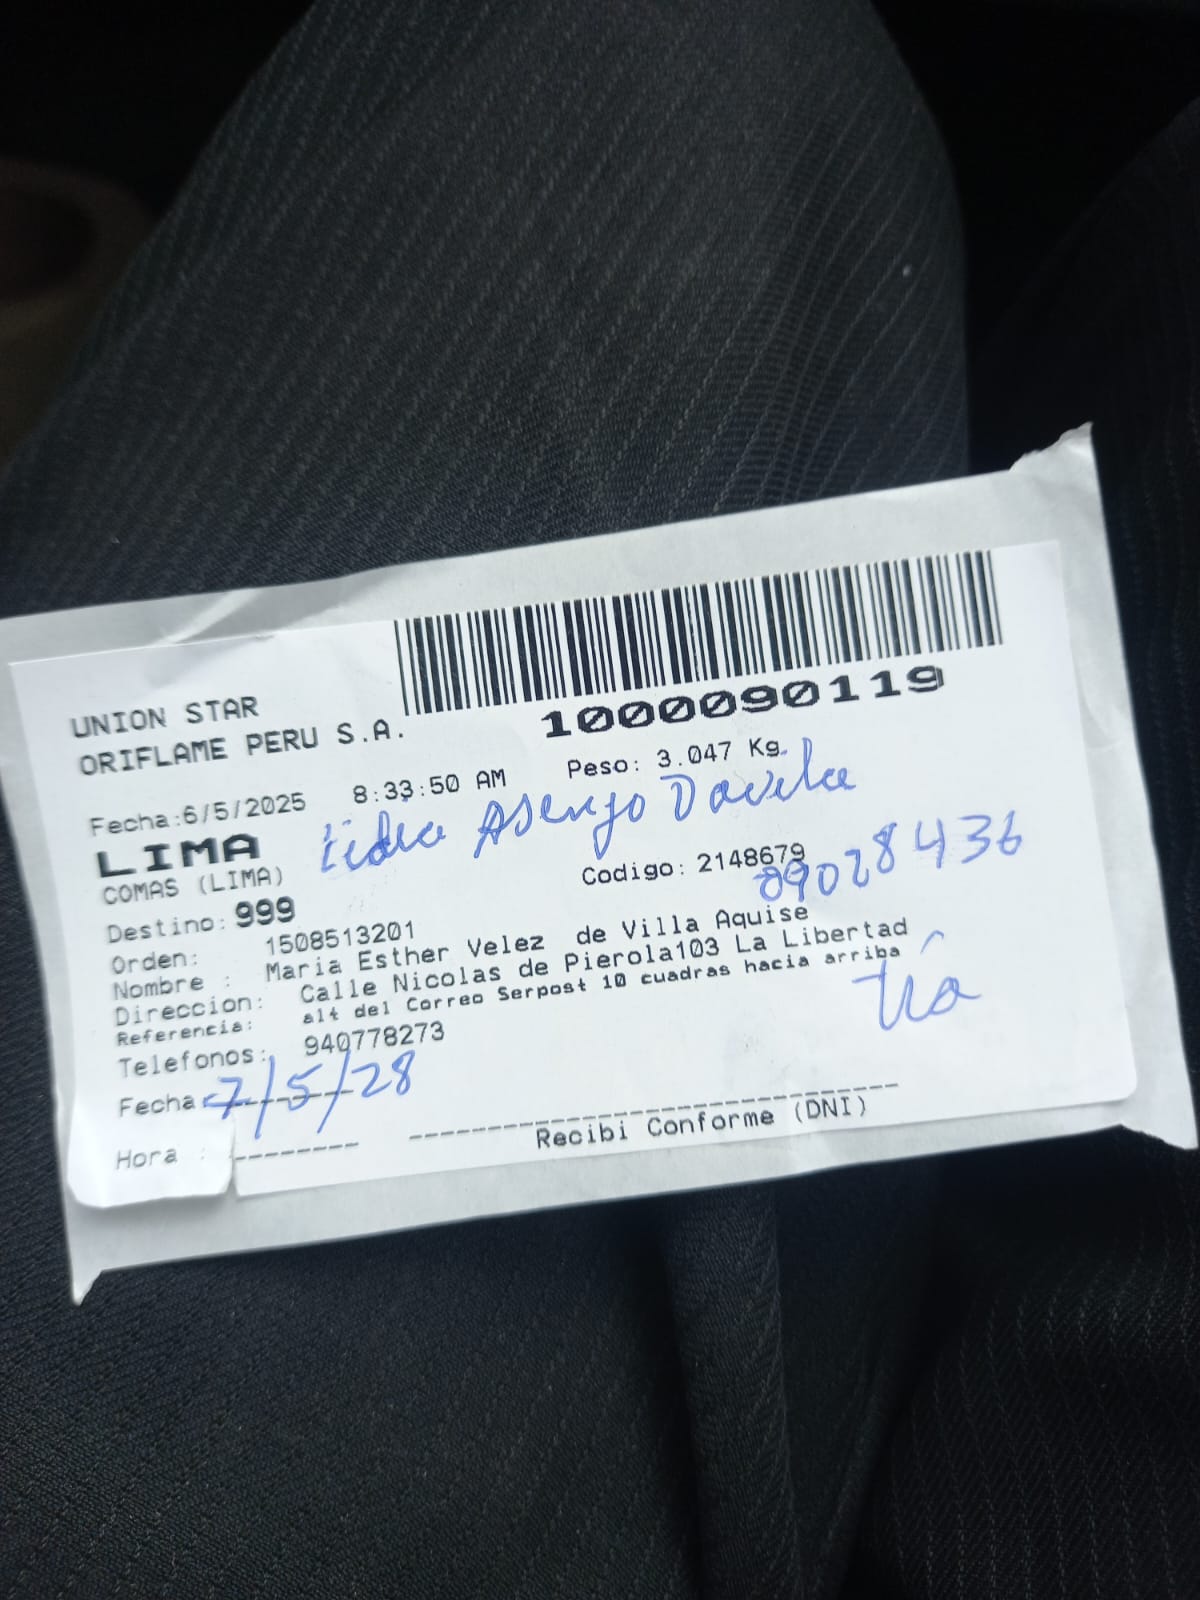 UNION STAR
ORIFLAME PERU S.A.
1000090119
Fecha:6/5/2025 8:33:50 AM Peso: 3.047 Kg.
LIMA
Asenjo Davila
COMAS (LIMA)
Codigo: 2148679
09028436
Destino: 999
Orden: 1508513201
Nombre : Maria Esther Velez de Villa Aquise
Direccion: Calle Nicolas de Pierola103 La Libertad
Referencia: alt del Correo Serpost 10 cuadras hacia arriba
Tía
Telefonos: 940778273
Fecha 7/5/28
Hora :
Recibi Conforme (DNI)